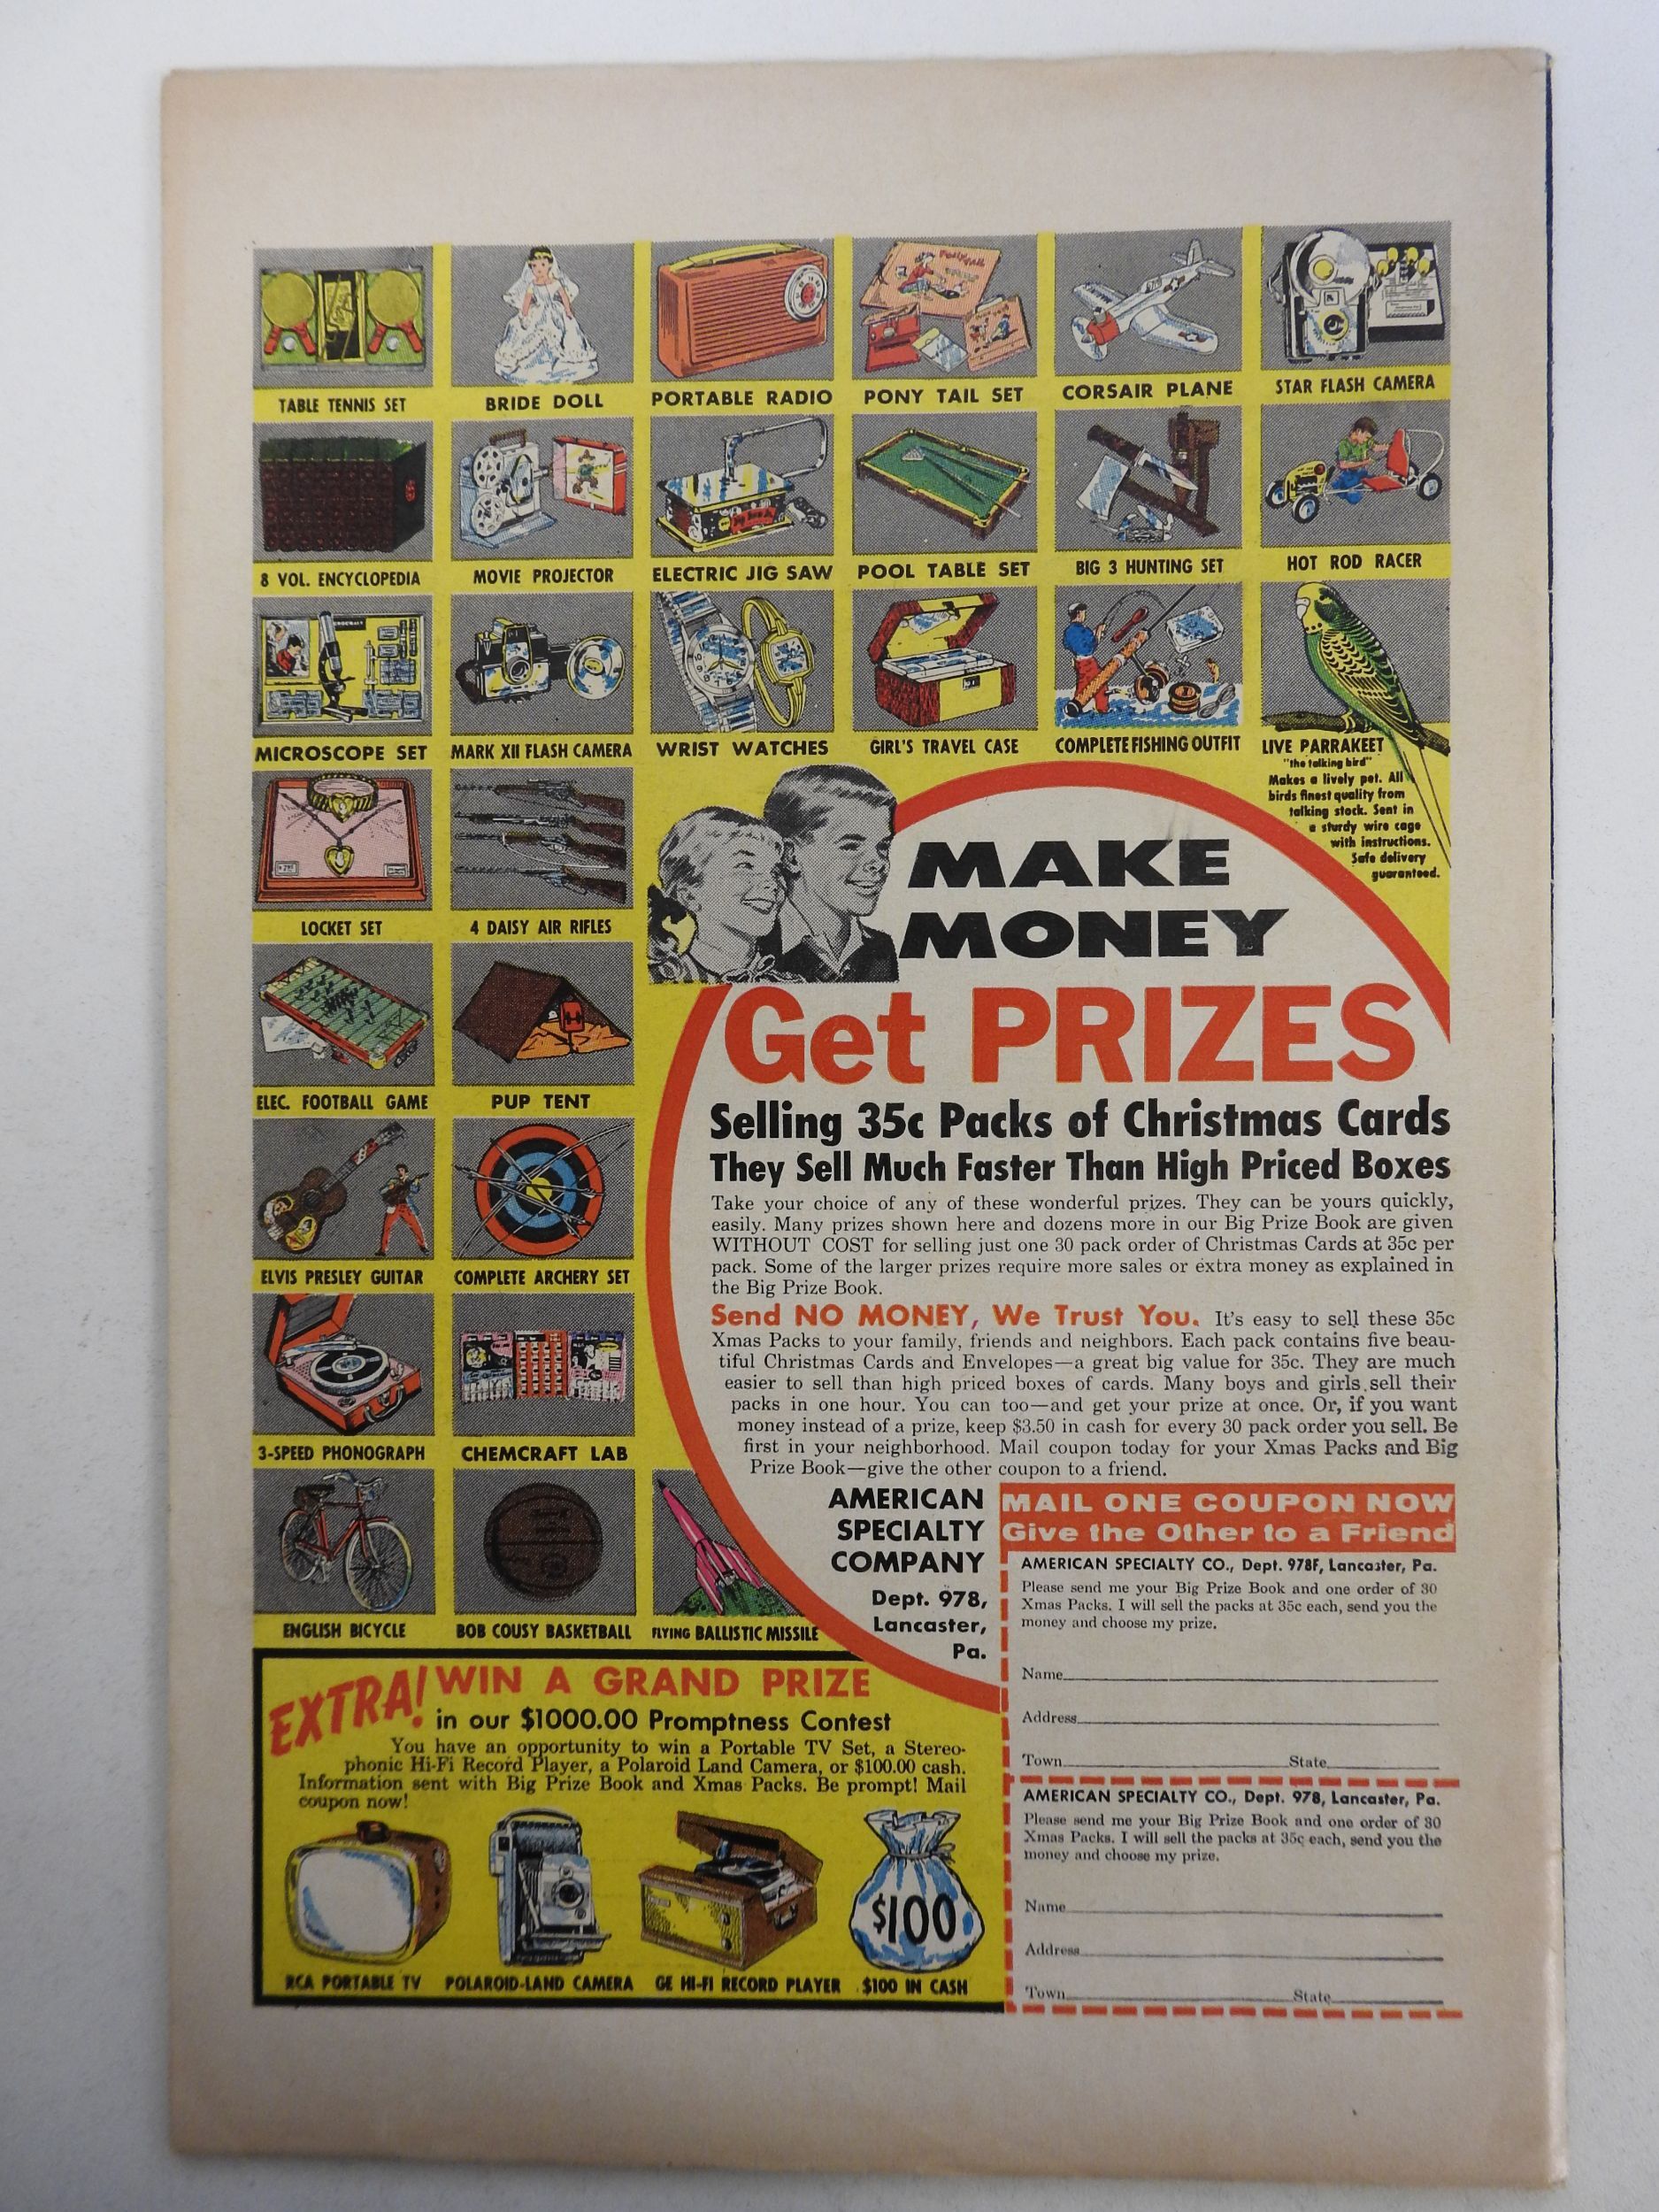 TABLE TENNIS SET
BRIDE DOLL
PORTABLE RADIO
PONY TAIL SET
CORSAIR PLANE
STAR FLASH CAMERA
8 VOL. ENCYCLOPEDIA
MOVIE PROJECTOR
ELECTRIC JIG SAW
POOL TABLE SET
BIG 3 HUNTING SET
HOT ROD RACER
MICROSCOPE SET
MARK XII FLASH CAMERA
WRIST WATCHES
GIRL'S TRAVEL CASE
COMPLETE FISHING OUTFIT
LIVE PARRAKEET
"the talking bird"
Makes a lively pet. All
birds finest quality from
talking stock. Sent in
a sturdy wire cage
with instructions.
Safe delivery
guaranteed.
LOCKET SET
4 DAISY AIR RIFLES
ELEC. FOOTBALL GAME
PUP TENT
ELVIS PRESLEY GUITAR
COMPLETE ARCHERY SET
3-SPEED PHONOGRAPH
CHEMCRAFT LAB
ENGLISH BICYCLE
BOB COUSY BASKETBALL
FLYING BALLISTIC MISSILE
MAKE
MONEY
Get PRIZES
Selling 35c Packs of Christmas Cards
They Sell Much Faster Than High Priced Boxes
Take your choice of any of these wonderful prizes. They can be yours quickly,
easily. Many prizes shown here and dozens more in our Big Prize Book are given
WITHOUT COST for selling just one 30 pack order of Christmas Cards at 35c per
pack. Some of the larger prizes require more sales or extra money as explained in
the Big Prize Book.
Send NO MONEY, We Trust You. It's easy to sell these 35c
Xmas Packs to your family, friends and neighbors. Each pack contains five beau-
tiful Christmas Cards and Envelopes—a great big value for 35c. They are much
easier to sell than high priced boxes of cards. Many boys and girls sell their
packs in one hour. You can too—and get your prize at once. Or, if you want
money instead of a prize, keep $3.50 in cash for every 30 pack order you sell. Be
first in your neighborhood. Mail coupon today for your Xmas Packs and Big
Prize Book—give the other coupon to a friend.
AMERICAN
SPECIALTY
COMPANY
Dept. 978,
Lancaster,
Pa.
MAIL ONE COUPON NOW
Give the Other to a Friend
AMERICAN SPECIALTY CO., Dept. 978F, Lancaster, Pa.
Please send me your Big Prize Book and one order of 30
Xmas Packs. I will sell the packs at 35c each, send you the
money and choose my prize.
Name
Address
Town State
AMERICAN SPECIALTY CO., Dept. 978, Lancaster, Pa.
Please send me your Big Prize Book and one order of 30
Xmas Packs. I will sell the packs at 35c each, send you the
money and choose my prize.
Name
Address
Town State
EXTRA! WIN A GRAND PRIZE
in our $1000.00 Promptness Contest
You have an opportunity to win a Portable TV Set, a Stereo-
phonic Hi-Fi Record Player, a Polaroid Land Camera, or $100.00 cash.
Information sent with Big Prize Book and Xmas Packs. Be prompt! Mail
coupon now!
$100
RCA PORTABLE TV
POLAROID-LAND CAMERA
GE HI-FI RECORD PLAYER
$100 IN CASH